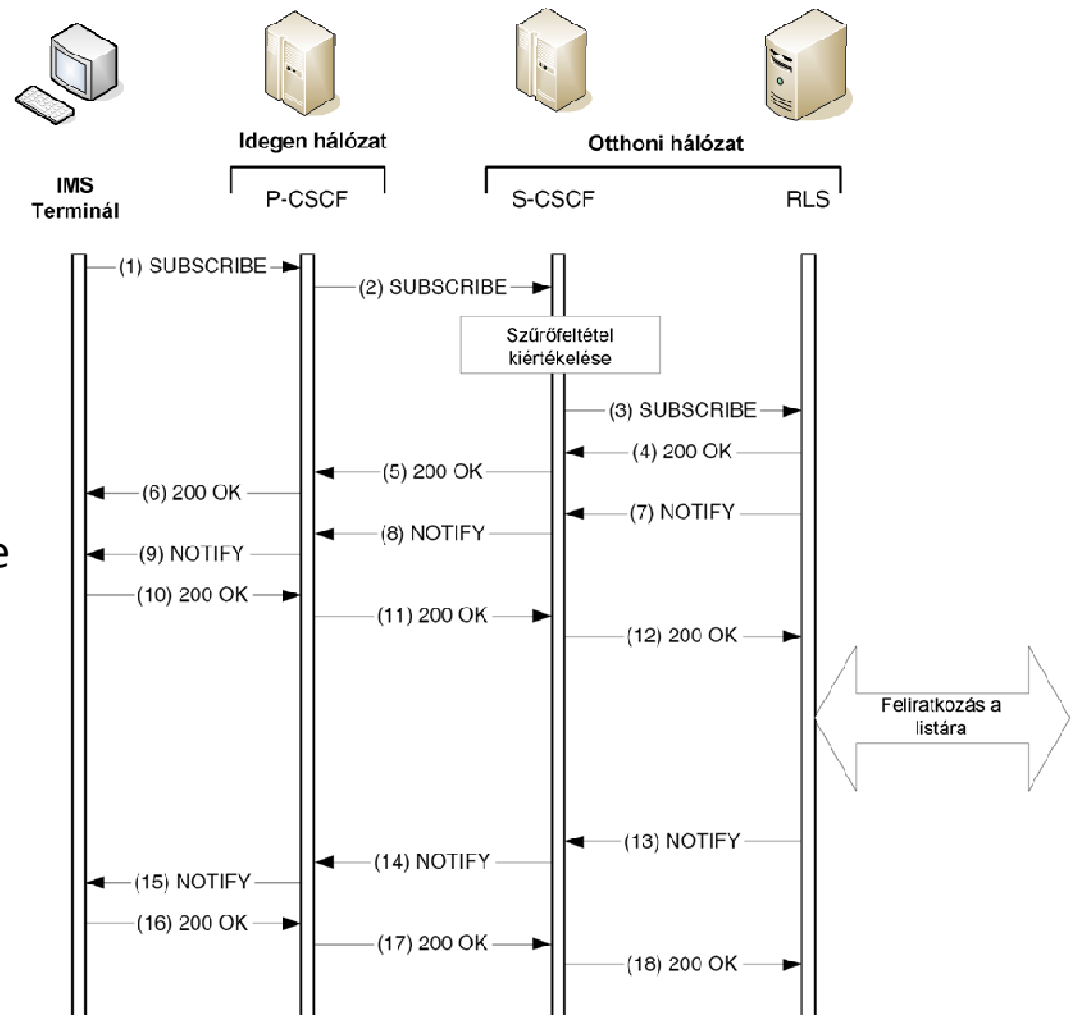 Idegen hálózat
Otthoni hálózat
IMS
Terminál
P-CSCF
S-CSCF
RLS
(1) SUBSCRIBE
(2) SUBSCRIBE
Szűrőfeltétel
kiértékelése
(3) SUBSCRIBE
(4) 200 OK
(5) 200 OK
(6) 200 OK
(7) NOTIFY
(8) NOTIFY
e
(9) NOTIFY
(10) 200 OK
(11) 200 OK
(12) 200 OK
Feliratkozás a
listára
(13) NOTIFY
(14) NOTIFY
(15) NOTIFY
(16) 200 OK
(17) 200 OK
(18) 200 OK